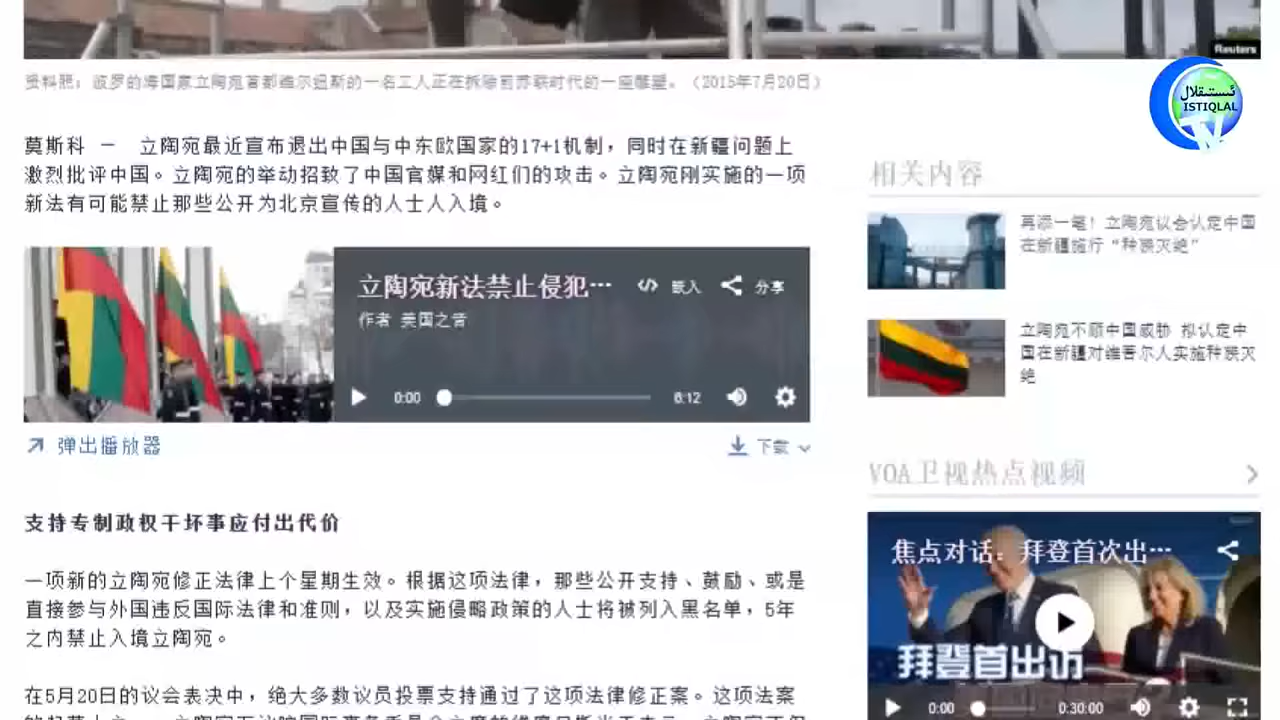 Reuters
资料照：波罗的海国家立陶宛首都维尔纽斯的一名工人正在拆除前苏联时代的一座雕塑。（2015年7月20日）
ئىستىقلال
ISTIQLAL
TV
莫斯科 — 立陶宛最近宣布退出中国与中东欧国家的17+1机制，同时在新疆问题上
激烈批评中国。立陶宛的举动招致了中国官媒和网红们的攻击。立陶宛刚实施的一项
新法有可能禁止那些公开为北京宣传的人士人入境。
立陶宛新法禁止侵犯…
嵌入
分享
作者 美国之音
0:00
6:12
弹出播放器
下载
支持专制政权干坏事应付出代价
一项新的立陶宛修正法律上个星期生效。根据这项法律，那些公开支持、鼓励、或是
直接参与外国违反国际法律和准则，以及实施侵略政策的人士将被列入黑名单，5年
之内禁止入境立陶宛。
在5月20日的议会表决中，绝大多数议员投票支持通过了这项法律修正案。这项法案
相关内容
再添一笔！立陶宛议会认定中国
在新疆施行“种族灭绝”
立陶宛不顾中国威胁 拟认定中
国在新疆对维吾尔人实施种族灭
绝
VOA卫视热点视频
焦点对话：拜登首次出…
拜登首出访
0:00
0:30:00